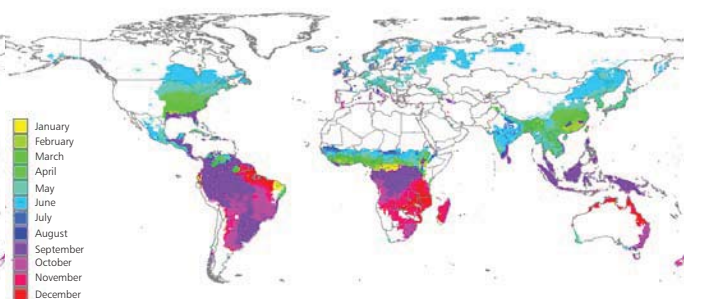 January
February
March
April
May
June
July
August
September
October
November
December